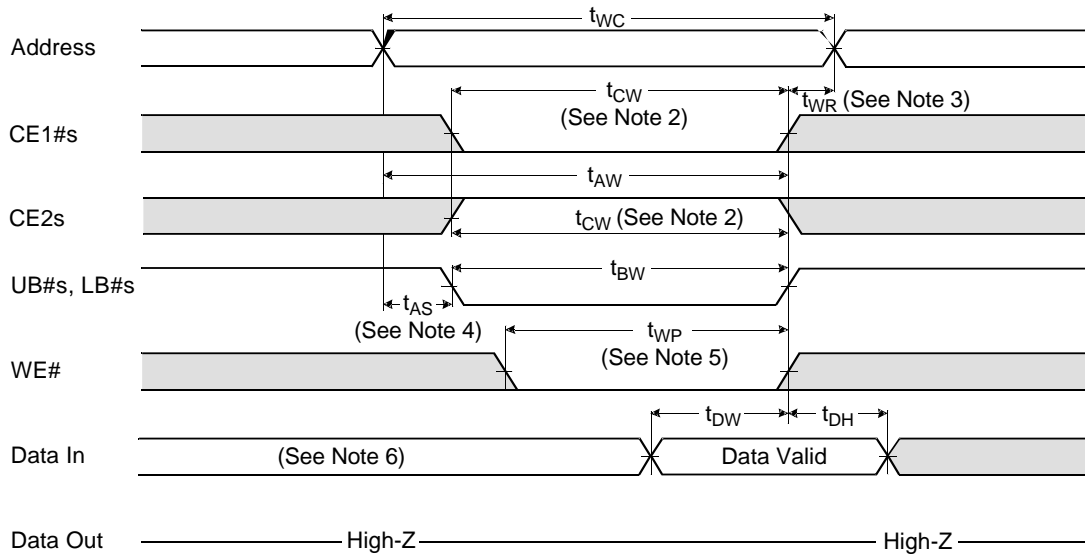 tWC
Address
tCW
(See Note 2)
tWR (See Note 3)
CE1#s
tAW
CE2s
tCW (See Note 2)
tBW
UB#s, LB#s
tAS
(See Note 4)
tWP
(See Note 5)
WE#
tDW
tDH
Data In
(See Note 6)
Data Valid
Data Out
High-Z
High-Z